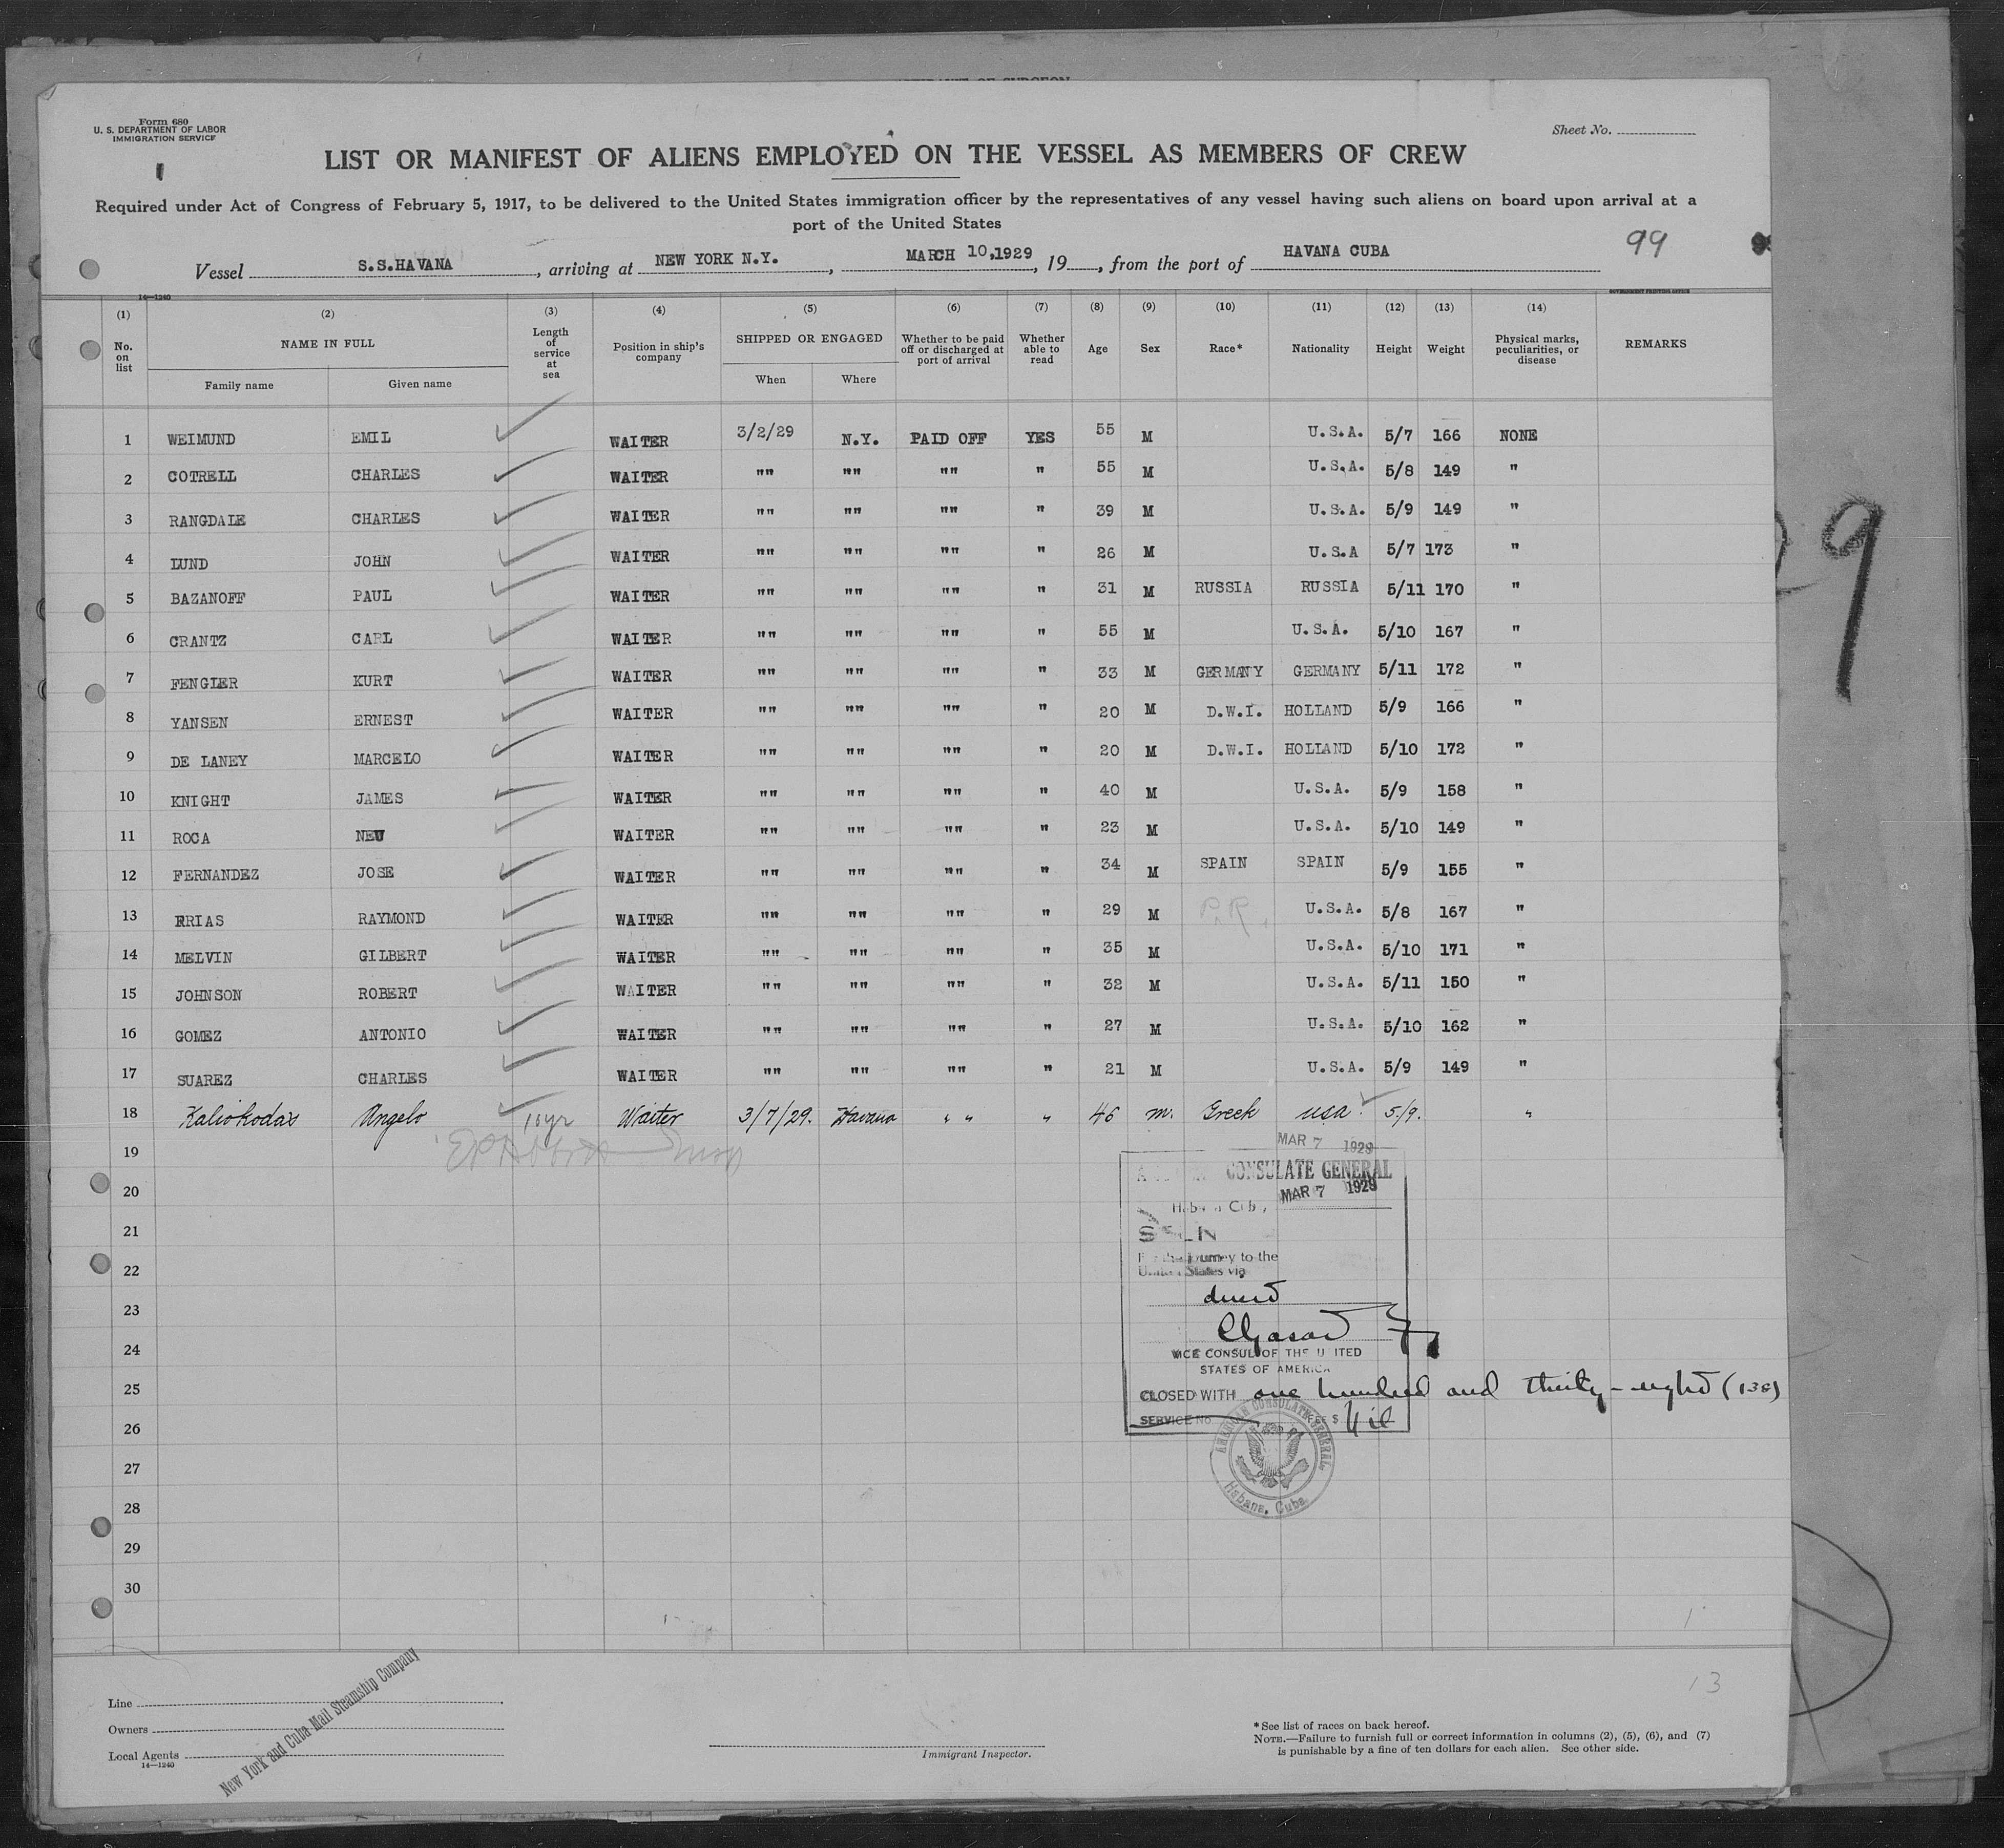 Form 680
U. S. DEPARTMENT OF LABOR
IMMIGRATION SERVICE
Sheet No.
LIST OR MANIFEST OF ALIENS EMPLOYED ON THE VESSEL AS MEMBERS OF CREW
Required under Act of Congress of February 5, 1917, to be delivered to the United States immigration officer by the representatives of any vessel having such aliens on board upon arrival at a
port of the United States
99
Vessel S.S.HAVANA, arriving at NEW YORK N.Y., MARCH 10,1929, 19, from the port of HAVANA CUBA
14—1240 GOVERNMENT PRINTING OFFICE
(1) (2) (3) (4) (5) (6) (7) (8) (9) (10) (11) (12) (13) (14)
No. on list NAME IN FULL Family name Given name Length of service at sea Position in ship's company SHIPPED OR ENGAGED When Where Whether to be paid off or discharged at port of arrival Whether able to read Age Sex Race* Nationality Height Weight Physical marks, peculiarities, or disease REMARKS
1 WEIMUND EMIL WAITER 3/2/29 N.Y. PAID OFF YES 55 M U.S.A. 5/7 166 NONE
2 COTRELL CHARLES WAITER "" "" "" " 55 M U.S.A. 5/8 149 "
3 RANGDALE CHARLES WAITER "" "" "" " 39 M U.S.A. 5/9 149 "
4 LUND JOHN WAITER "" "" "" " 26 M U.S.A 5/7 173 "
5 BAZANOFF PAUL WAITER "" "" "" " 31 M RUSSIA RUSSIA 5/11 170 "
6 CRANTZ CARL WAITER "" "" "" " 55 M U.S.A. 5/10 167 "
7 FENGLER KURT WAITER "" "" "" " 33 M GERMANY GERMANY 5/11 172 "
8 YANSEN ERNEST WAITER "" "" "" " 20 M D.W.I. HOLLAND 5/9 166 "
9 DE LANEY MARCELO WAITER "" "" "" " 20 M D.W.I. HOLLAND 5/10 172 "
10 KNIGHT JAMES WAITER "" "" "" " 40 M U.S.A. 5/9 158 "
11 ROCA NEU WAITER "" "" "" " 23 M U.S.A. 5/10 149 "
12 FERNANDEZ JOSE WAITER "" "" "" " 34 M SPAIN SPAIN 5/9 155 "
13 FRIAS RAYMOND WAITER "" "" "" " 29 M P.R. U.S.A. 5/8 167 "
14 MELVIN GILBERT WAITER "" "" "" " 35 M U.S.A. 5/10 171 "
15 JOHNSON ROBERT WAITER "" "" "" " 32 M U.S.A. 5/11 150 "
16 GOMEZ ANTONIO WAITER "" "" "" " 27 M U.S.A. 5/10 162 "
17 SUAREZ CHARLES WAITER "" "" "" " 21 M U.S.A. 5/9 149 "
18 Kaliokodas Angelo 10yr Waiter 3/7/29. Havana " " " 46 m. Greek usa. 5/9. "
19
20
21
22
23
24
25
26
27
28
29
30
MAR 7 1929
CONSULATE GENERAL
MAR 7 1929
For the journey to the
United States via
VICE CONSUL OF THE UNITED
STATES OF AMERICA
CLOSED WITH one hundred and thirty-eight (138)
SERVICE No. FEE $ Nil
AMERICAN CONSULATE GENERAL
Habana, Cuba.
13
Line
Owners
Local Agents
14—1240
New York and Cuba Mail Steamship Company
Immigrant Inspector.
* See list of races on back hereof.
NOTE.—Failure to furnish full or correct information in columns (2), (5), (6), and (7)
is punishable by a fine of ten dollars for each alien. See other side.